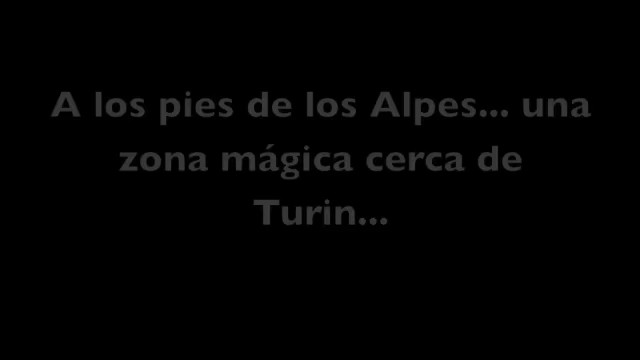 A los pies de los Alpes... una
zona mágica cerca de
Turin...